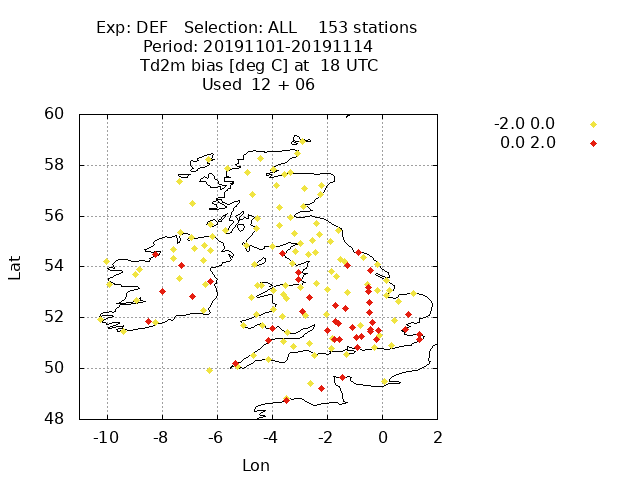 Exp: DEF   Selection: ALL    153 stations
Period: 20191101-20191114
Td2m bias [deg C] at  18 UTC
Used  12 + 06
-2.0 0.0
0.0 2.0
60
58
56
54
52
50
48
Lat
-10 -8 -6 -4 -2 0 2
Lon